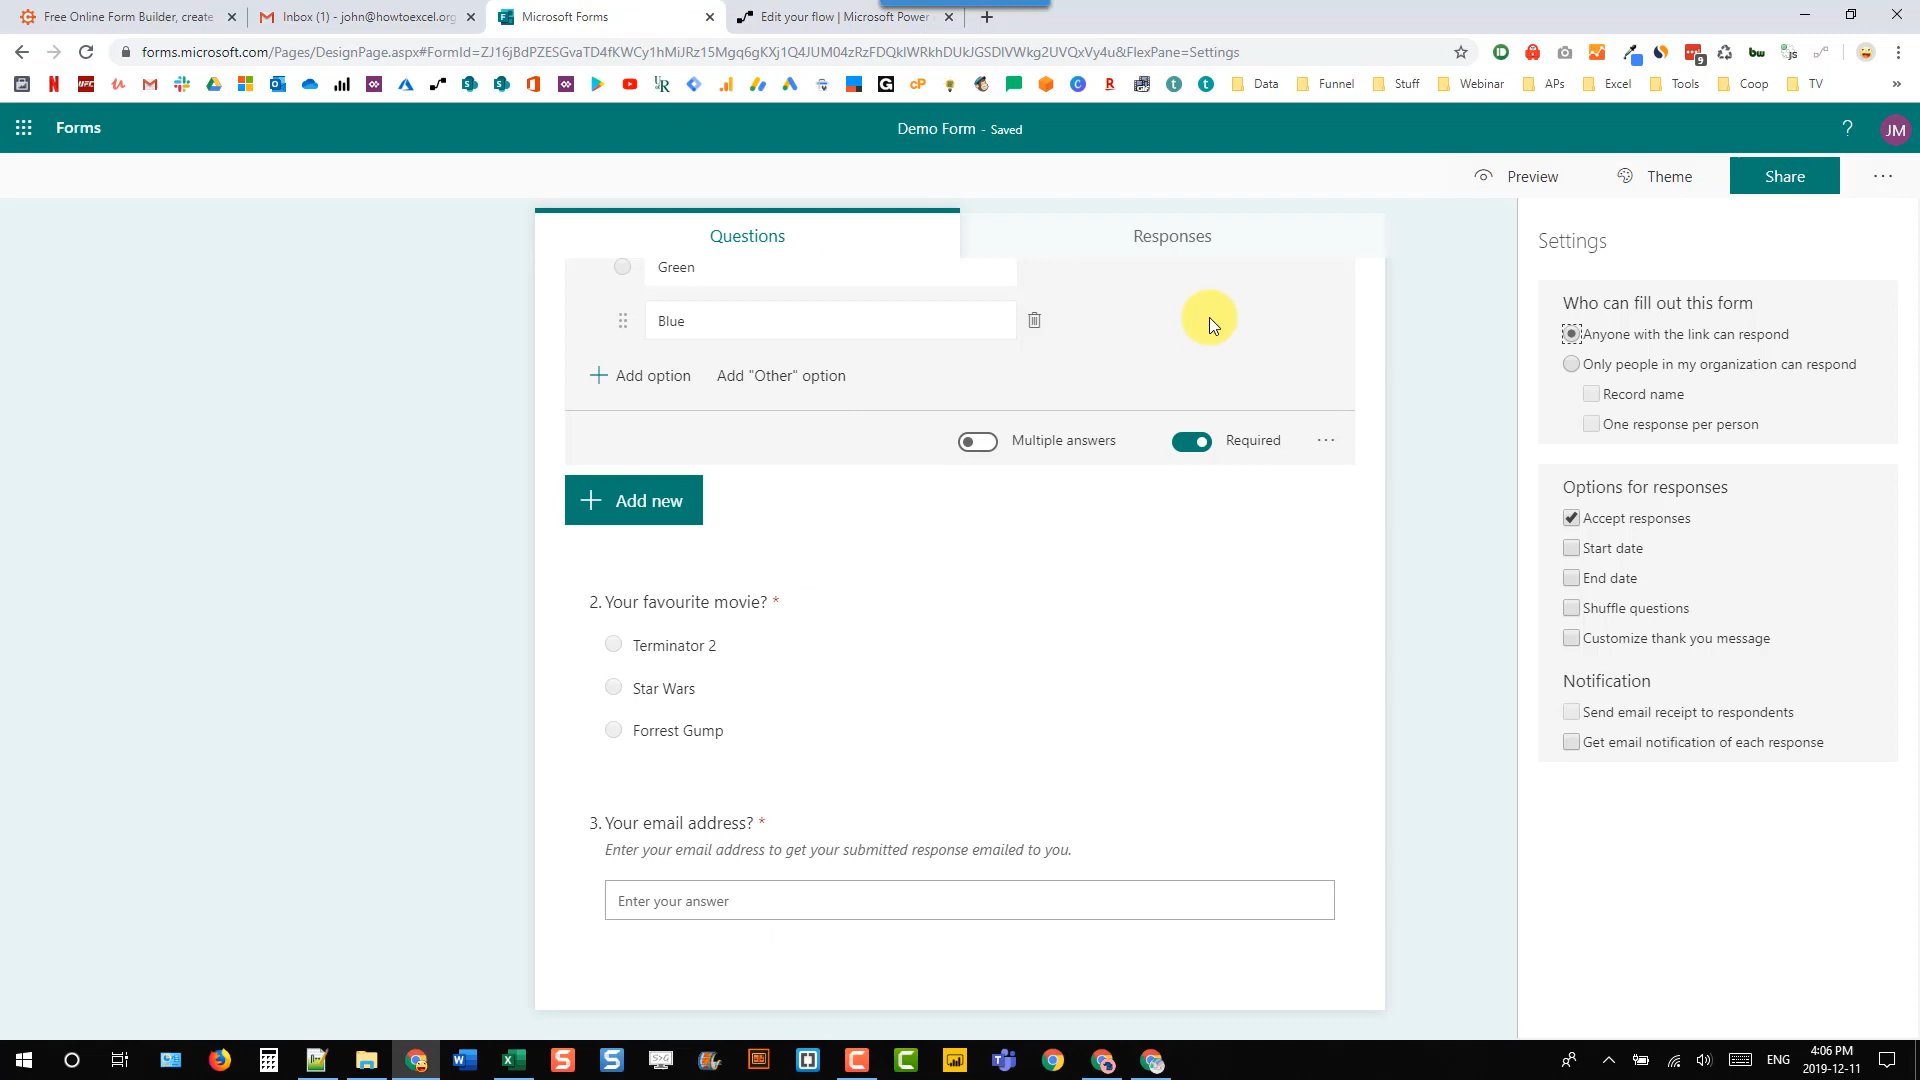 Free Online Form Builder, create
Inbox (1) - john@howtoexcel.org
Microsoft Forms
Edit your flow | Microsoft Power
forms.microsoft.com/Pages/DesignPage.aspx#FormId=ZJ16jBdPZESGvaTD4fKWCy1hMiJRz15Mgq6gKXj1Q4JUM04zRzFDQklWRkhDUkJGSDlVWkg2UVQxVy4u&FlexPane=Settings
Data
Funnel
Stuff
Webinar
APs
Excel
Tools
Coop
TV
Forms
Demo Form - Saved
?
JM
Preview
Theme
Share
Questions
Responses
Green
Blue
Add option
Add "Other" option
Multiple answers
Required
Add new
2. Your favourite movie? *
Terminator 2
Star Wars
Forrest Gump
3. Your email address? *
Enter your email address to get your submitted response emailed to you.
Enter your answer
Settings
Who can fill out this form
Anyone with the link can respond
Only people in my organization can respond
Record name
One response per person
Options for responses
Accept responses
Start date
End date
Shuffle questions
Customize thank you message
Notification
Send email receipt to respondents
Get email notification of each response
ENG
4:06 PM
2019-12-11